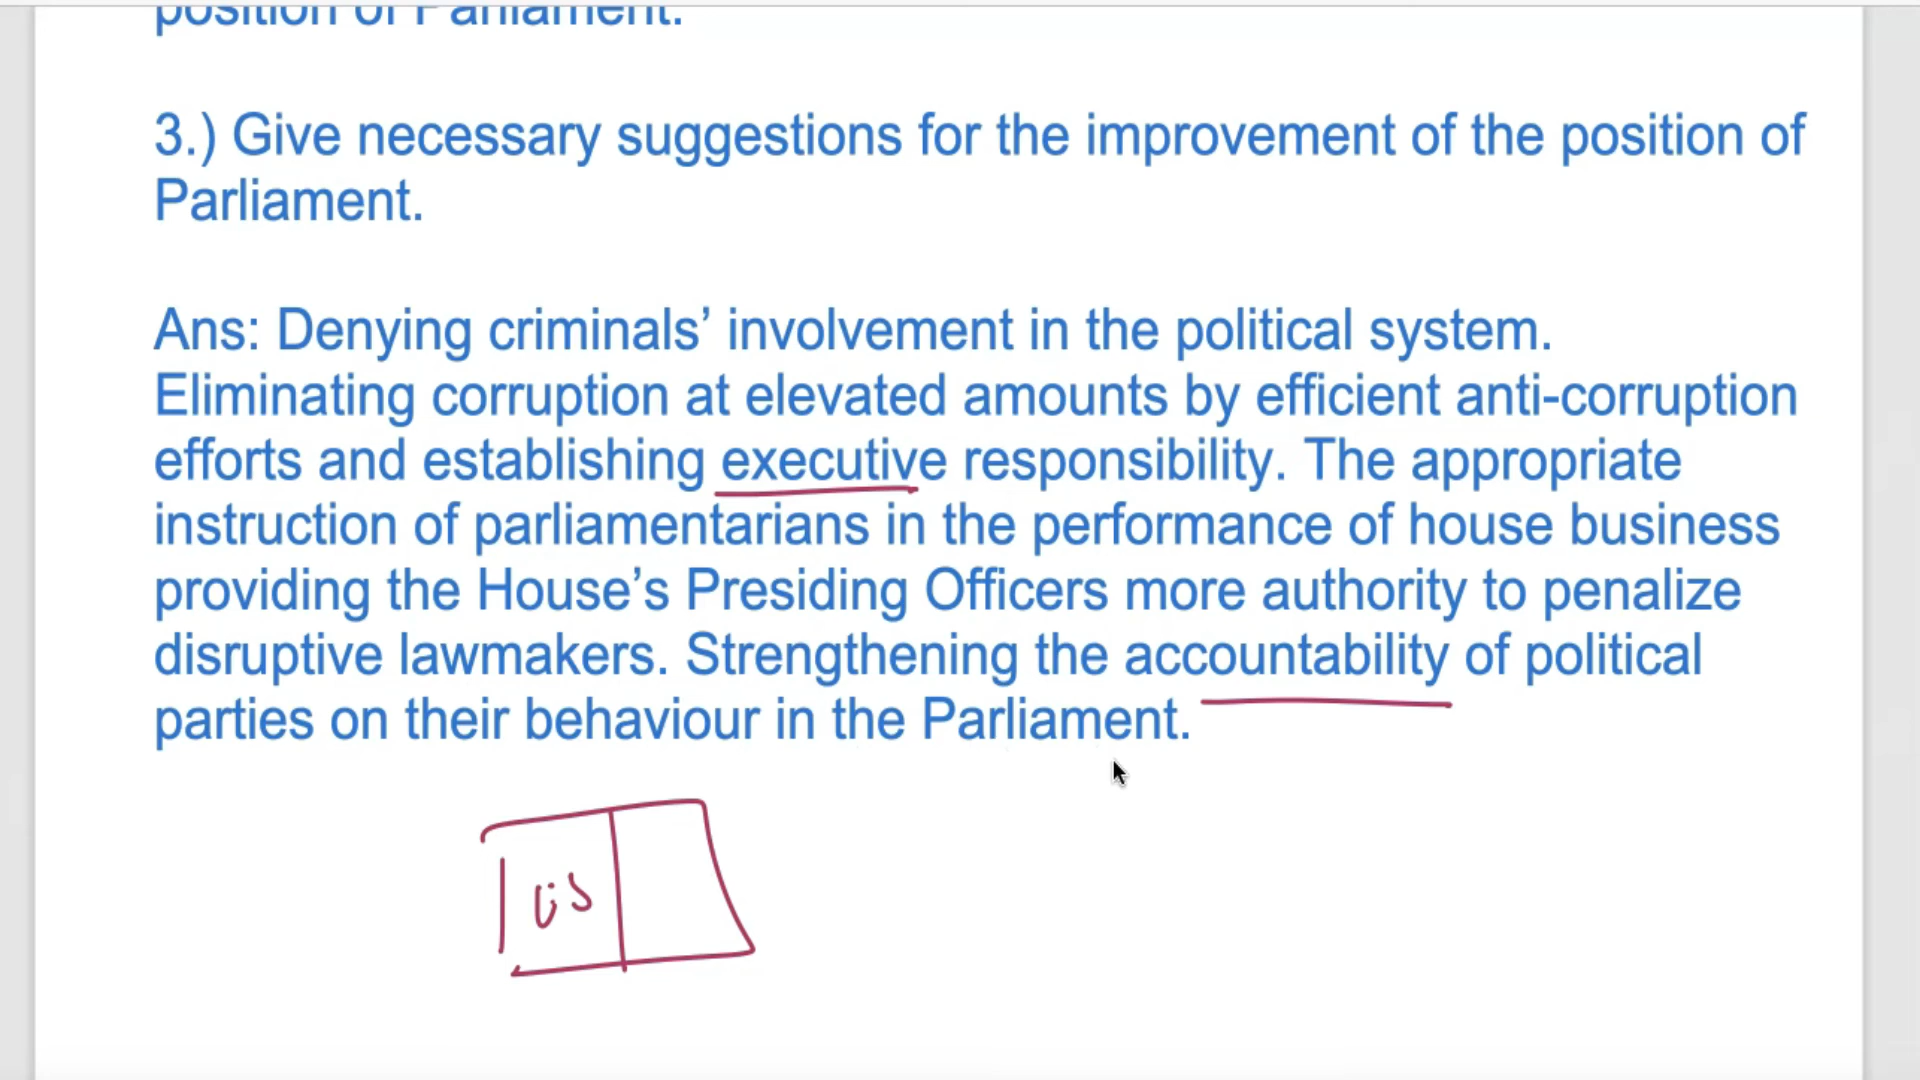 position of Parliament.
3.) Give necessary suggestions for the improvement of the position of
Parliament.
Ans: Denying criminals’ involvement in the political system.
Eliminating corruption at elevated amounts by efficient anti-corruption
efforts and establishing executive responsibility. The appropriate
instruction of parliamentarians in the performance of house business
providing the House’s Presiding Officers more authority to penalize
disruptive lawmakers. Strengthening the accountability of political
parties on their behaviour in the Parliament.